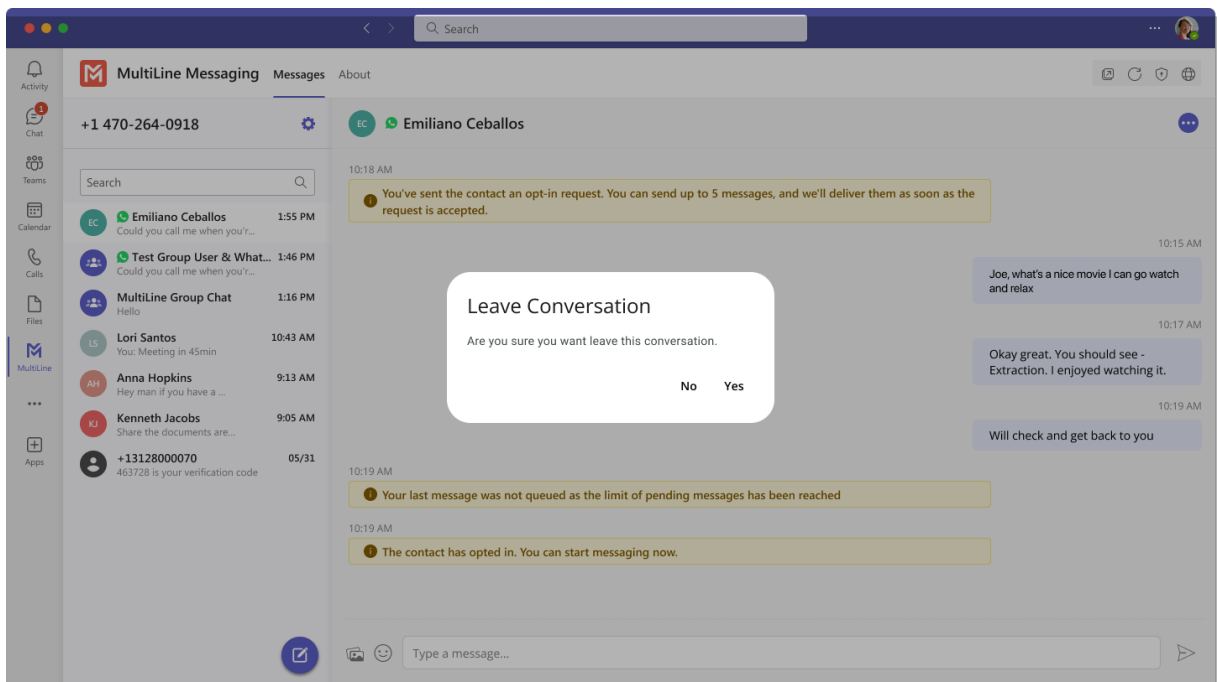 Search
Activity
1
Chat
Teams
Calendar
Calls
Files
MultiLine
Apps
MultiLine Messaging
Messages
About
+1 470-264-0918
Search
EC
Emiliano Ceballos
1:55 PM
Could you call me when you'r...
Test Group User & What...
1:46 PM
Could you call me when you'r...
MultiLine Group Chat
1:16 PM
Hello
LS
Lori Santos
10:43 AM
You: Meeting in 45min
AH
Anna Hopkins
9:13 AM
Hey man if you have a ...
KJ
Kenneth Jacobs
9:05 AM
Share the documents are...
+13128000070
05/31
463728 is your verification code
EC
Emiliano Ceballos
10:18 AM
You've sent the contact an opt-in request. You can send up to 5 messages, and we'll deliver them as soon as the
request is accepted.
10:15 AM
Joe, what's a nice movie I can go watch
and relax
10:17 AM
Okay great. You should see -
Extraction. I enjoyed watching it.
10:19 AM
Will check and get back to you
10:19 AM
Your last message was not queued as the limit of pending messages has been reached
10:19 AM
The contact has opted in. You can start messaging now.
Type a message...
Leave Conversation
Are you sure you want leave this conversation.
No
Yes